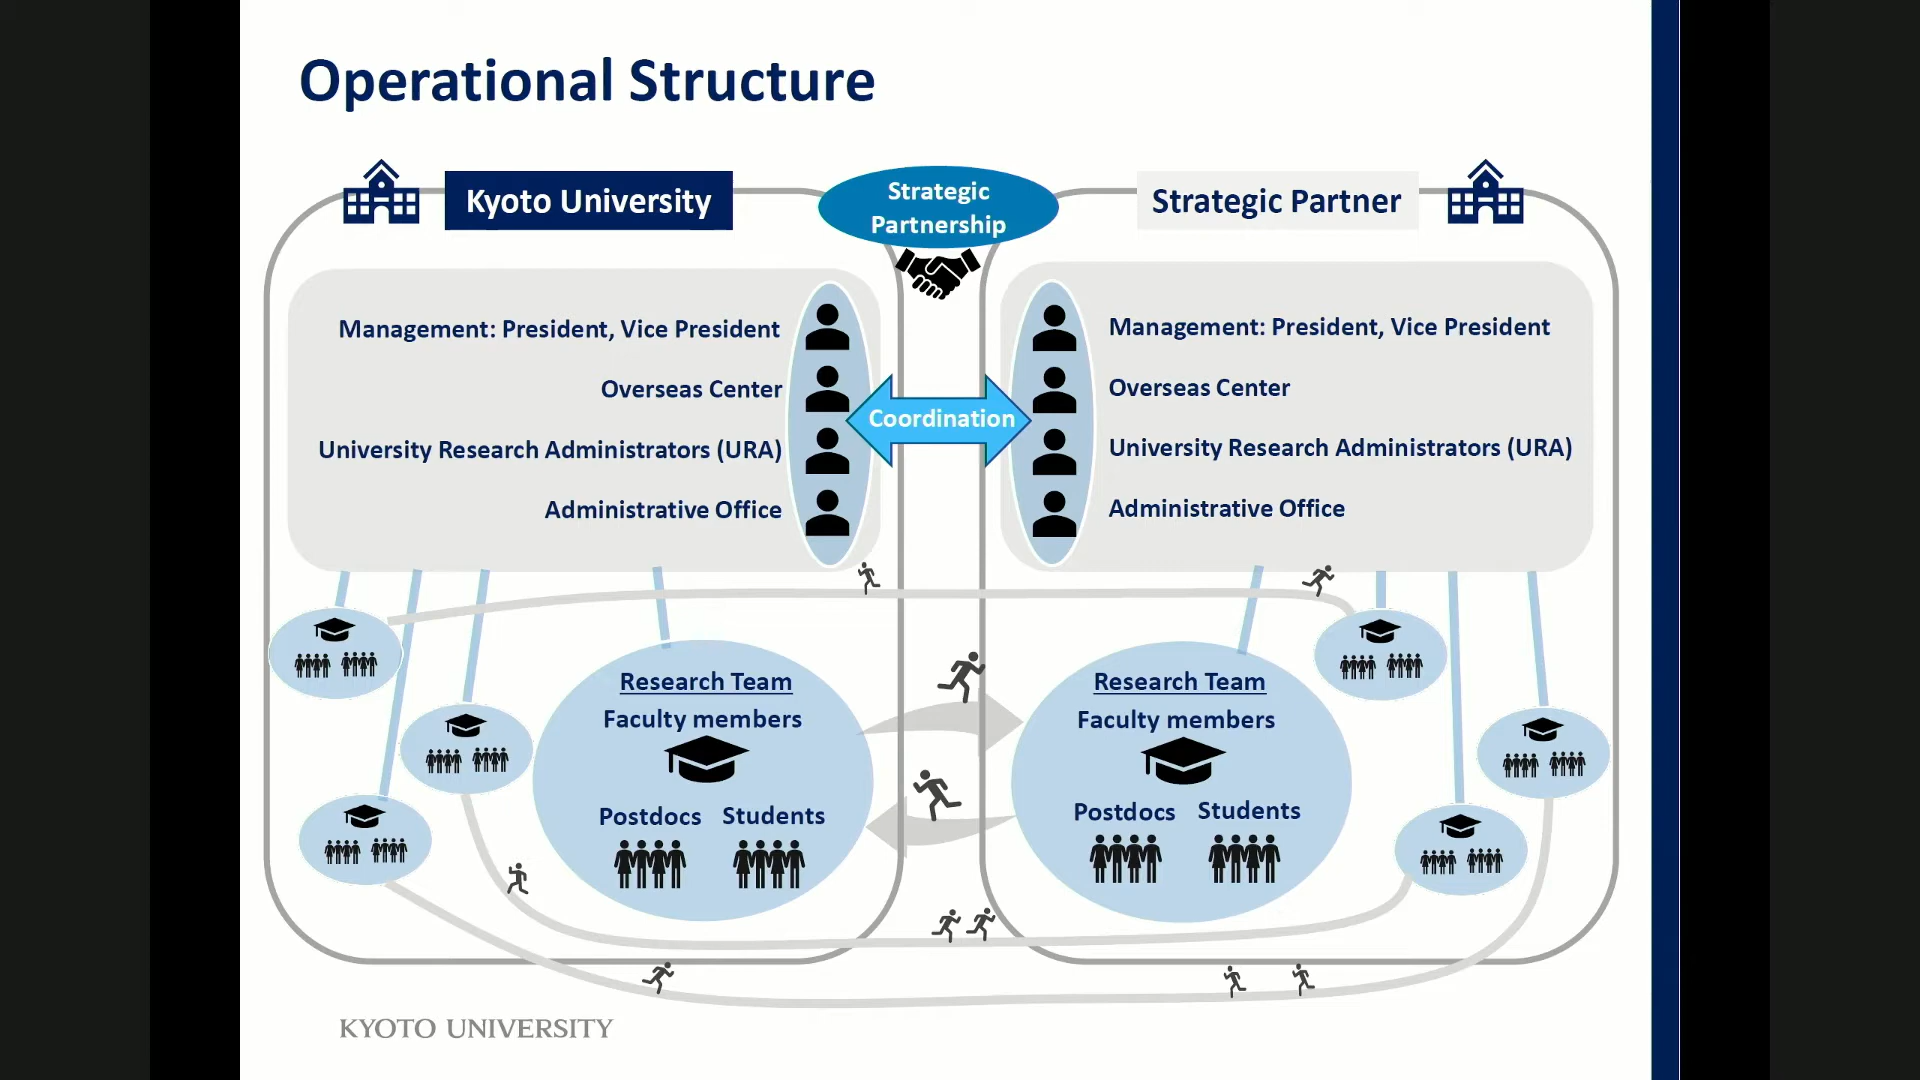 Operational Structure
Kyoto University
Strategic
Partnership
Strategic Partner
Management: President, Vice President
Overseas Center
University Research Administrators (URA)
Administrative Office
Coordination
Management: President, Vice President
Overseas Center
University Research Administrators (URA)
Administrative Office
Research Team
Faculty members
Postdocs Students
Research Team
Faculty members
Postdocs Students
KYOTO UNIVERSITY